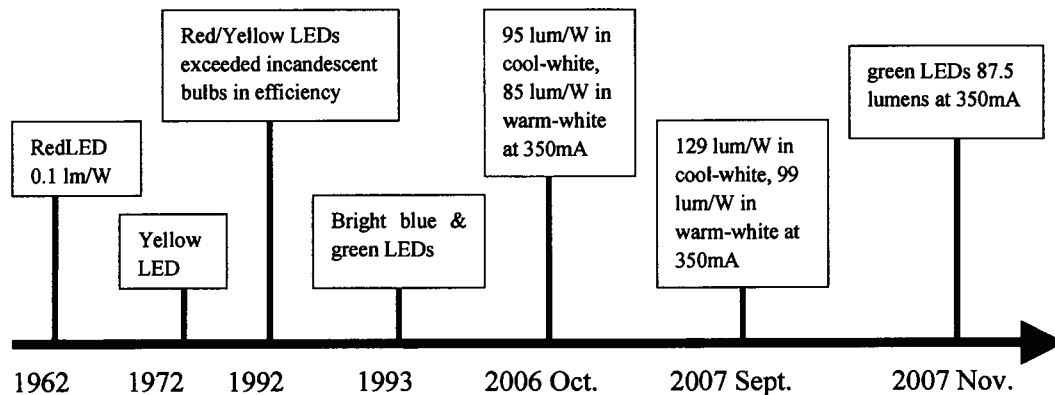 RedLED
0.1 lm/W
Yellow
LED
Red/Yellow LEDs
exceeded incandescent
bulbs in efficiency
Bright blue &
green LEDs
95 lum/W in
cool-white,
85 lum/W in
warm-white
at 350mA
129 lum/W in
cool-white, 99
lum/W in
warm-white at
350mA
green LEDs 87.5
lumens at 350mA
1962 1972 1992 1993 2006 Oct. 2007 Sept. 2007 Nov.